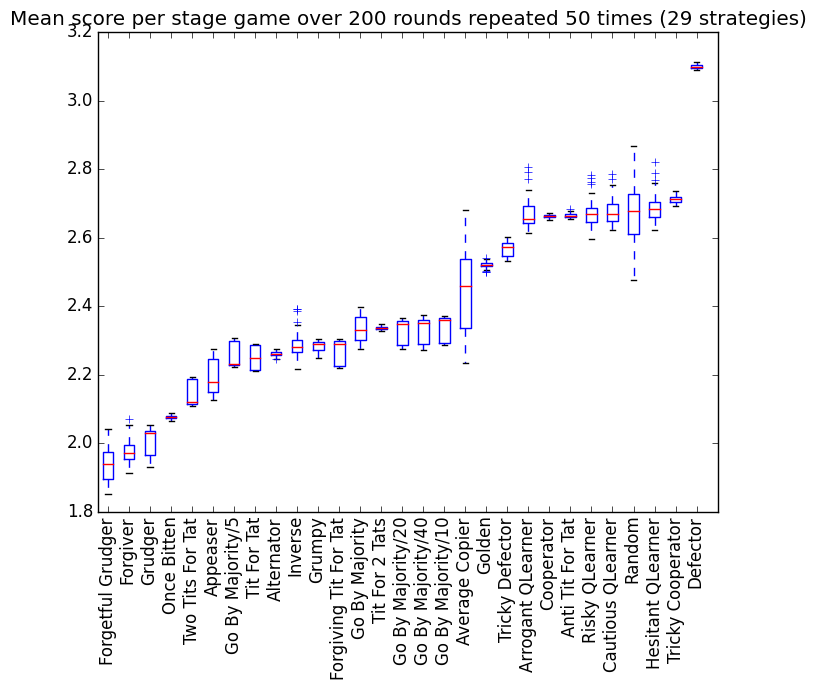 Mean score per stage game over 200 rounds repeated 50 times (29 strategies)
3.2
3.0
2.8
2.6
2.4
2.2
2.0
1.8
Forgetful Grudger
Forgiver
Grudger
Once Bitten
Two Tits For Tat
Appeaser
Go By Majority/5
Tit For Tat
Alternator
Inverse
Grumpy
Forgiving Tit For Tat
Go By Majority
Tit For 2 Tats
Go By Majority/20
Go By Majority/40
Go By Majority/10
Average Copier
Golden
Tricky Defector
Arrogant QLearner
Cooperator
Anti Tit For Tat
Risky QLearner
Cautious QLearner
Random
Hesitant QLearner
Tricky Cooperator
Defector